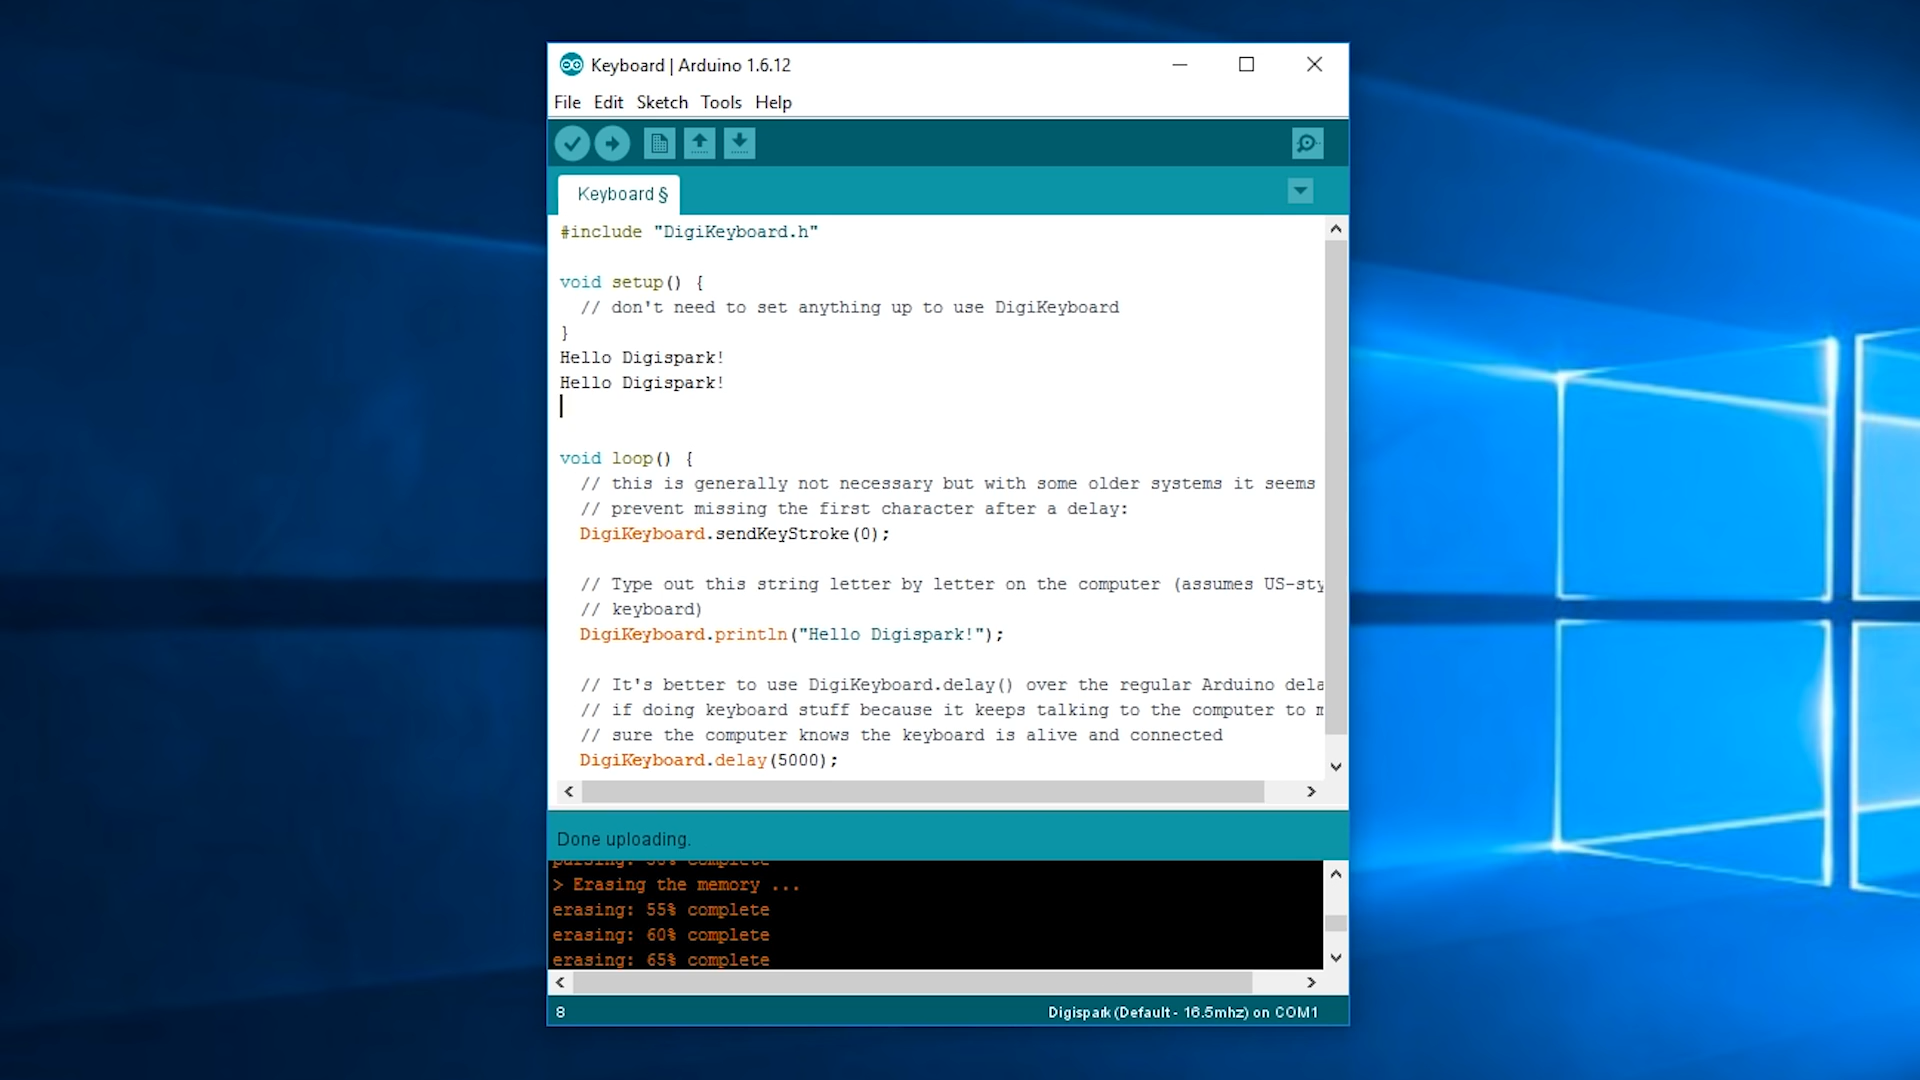 Keyboard | Arduino 1.6.12
File Edit Sketch Tools Help
Keyboard §
#include "DigiKeyboard.h"
void setup() {
// don't need to set anything up to use DigiKeyboard
}
Hello Digispark!
Hello Digispark!
void loop() {
// this is generally not necessary but with some older systems it seems
// prevent missing the first character after a delay:
DigiKeyboard.sendKeyStroke(0);
// Type out this string letter by letter on the computer (assumes US-sty
// keyboard)
DigiKeyboard.println("Hello Digispark!");
// It's better to use DigiKeyboard.delay() over the regular Arduino dela
// if doing keyboard stuff because it keeps talking to the computer to m
// sure the computer knows the keyboard is alive and connected
DigiKeyboard.delay(5000);
Done uploading.
complete
> Erasing the memory ...
erasing: 55% complete
erasing: 60% complete
erasing: 65% complete
8
Digispark (Default - 16.5mhz) on COM1